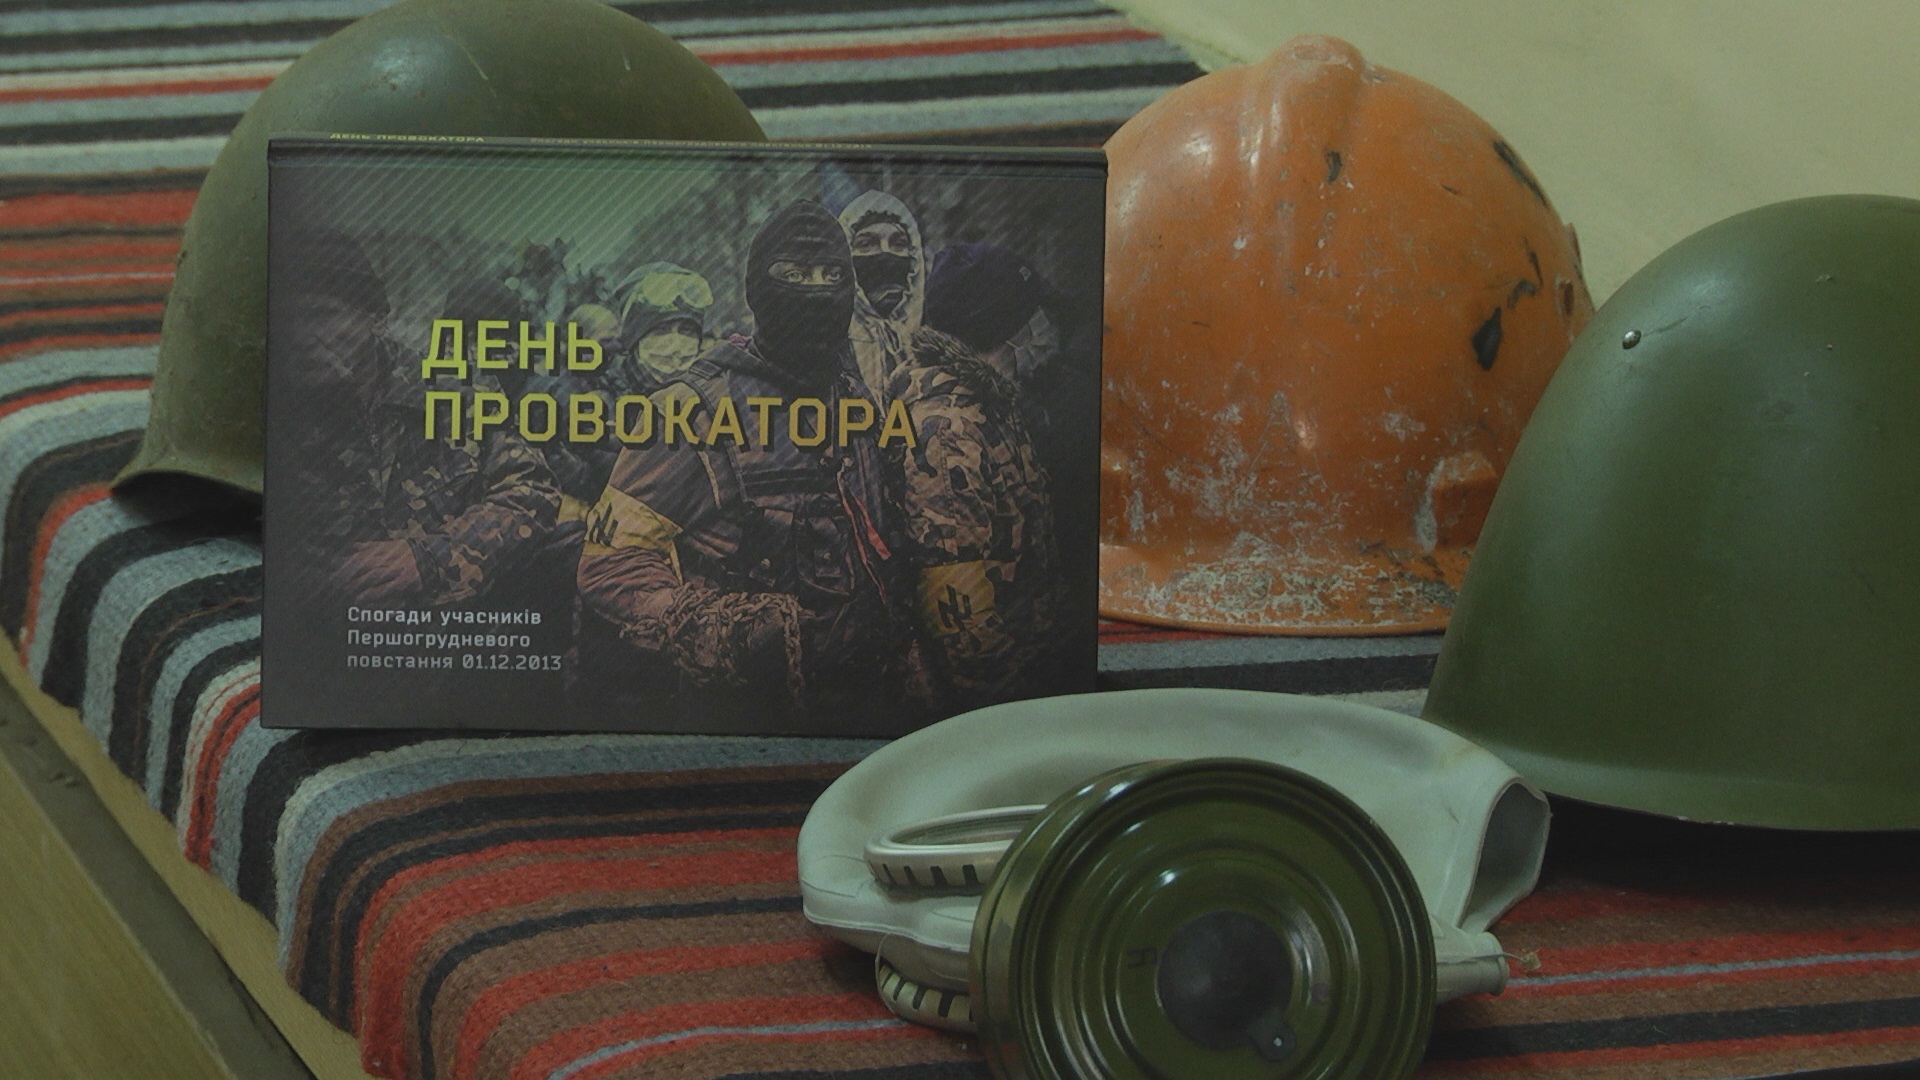 ДЕНЬ ПРОВОКАТОРА
ДЕНЬ
ПРОВОКАТОРА
Спогади учасників
Першогрудневого
повстання 01.12.2013